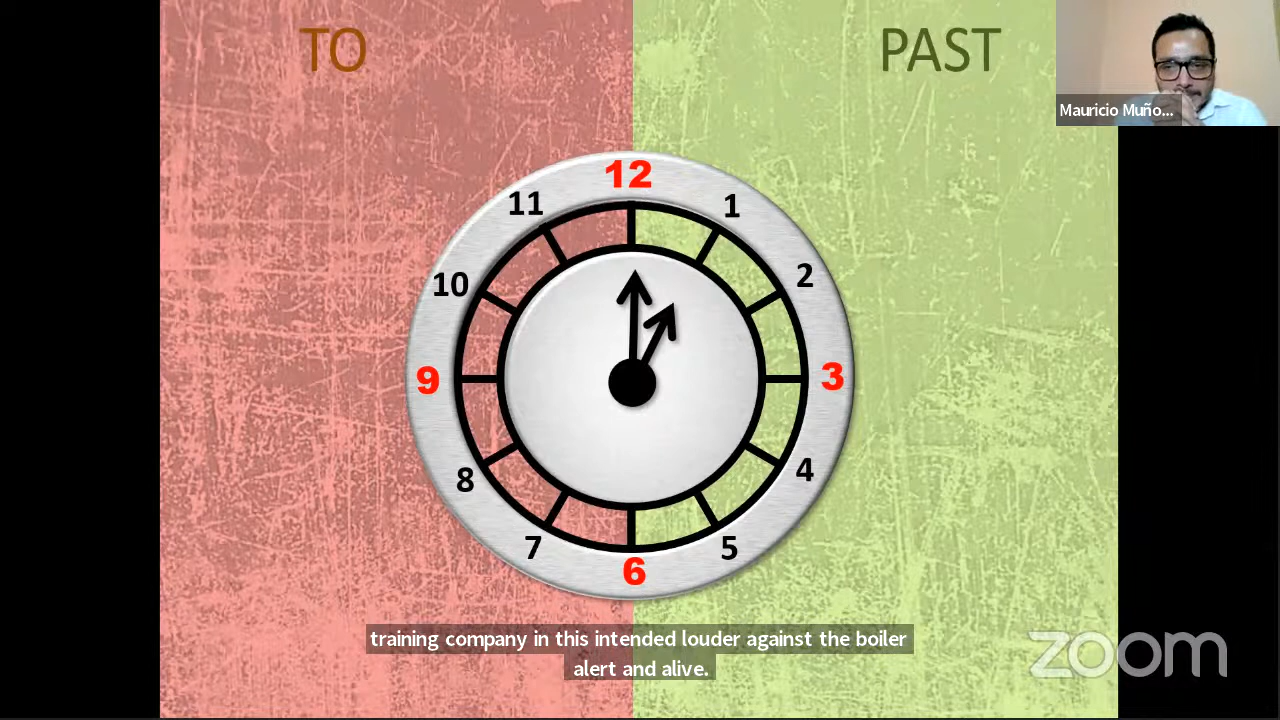 TO
PAST
Mauricio Muño...
12
11
1
10
2
9
3
8
4
7
5
6
training company in this intended louder against the boiler
alert and alive.
zoom